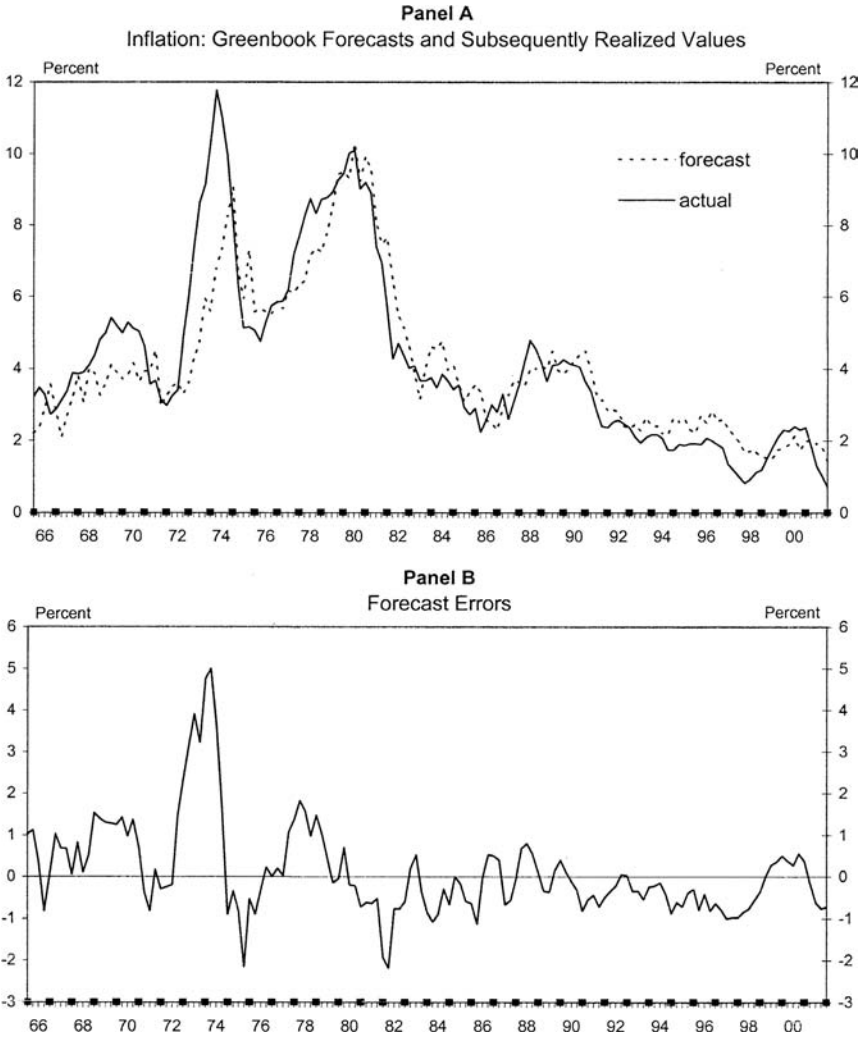 Panel A
Inflation: Greenbook Forecasts and Subsequently Realized Values
Percent Percent
12 12
forecast
10 10
actual
8 8
6 6
4 4
2 2
0 0
66 68 70 72 74 76 78 80 82 84 86 88 90 92 94 96 98 00
Panel B
Forecast Errors
Percent Percent
6 6
5 5
4 4
3 3
2 2
1 1
0 0
-1 -1
-2 -2
-3 -3
66 68 70 72 74 76 78 80 82 84 86 88 90 92 94 96 98 00